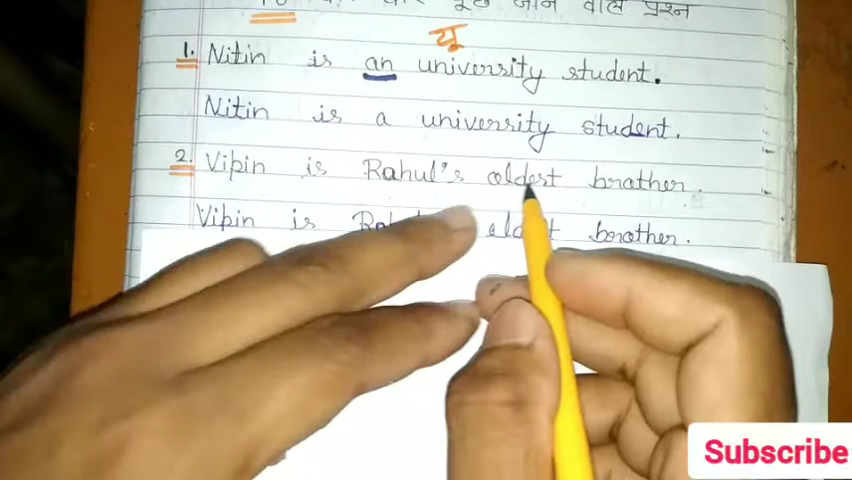 पूछे जाने वाले प्रश्न
यू
1. Nitin is an university student.
Nitin is a university student.
2. Vipin is Rahul's oldest brother.
Vipin is brother.
Subscribe